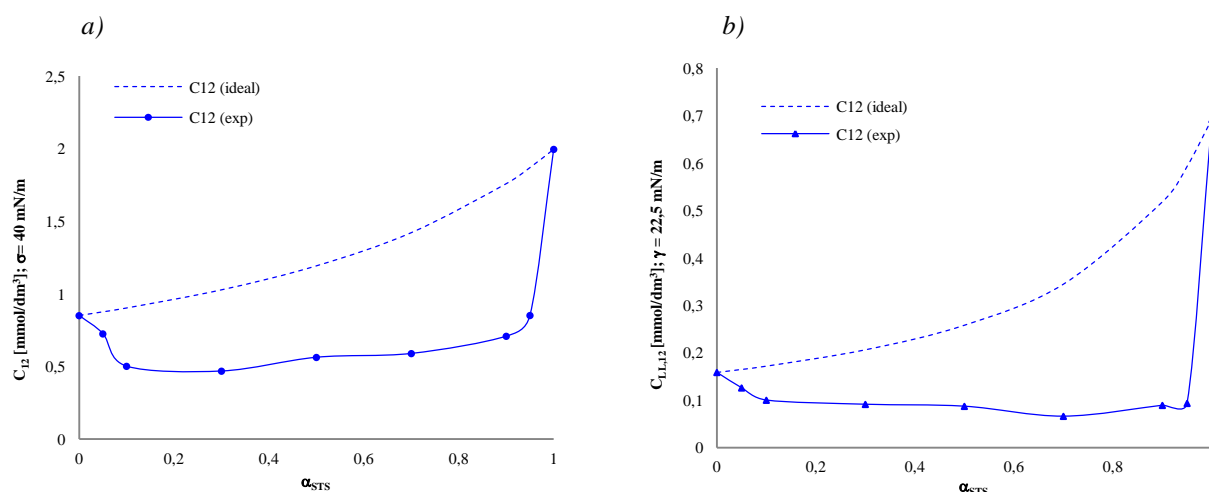 a)
C12 (ideal)
C12 (exp)
2,5
2
1,5
1
0,5
0
0
0,2
0,4
0,6
0,8
1
C₁₂ [mmol/dm³]; σ= 40 mN/m
α_STS
b)
C12 (ideal)
C12 (exp)
0,8
0,7
0,6
0,5
0,4
0,3
0,2
0,1
0
0
0,2
0,4
0,6
0,8
C_LL,12 [mmol/dm³]; γ = 22,5 mN/m
α_STS